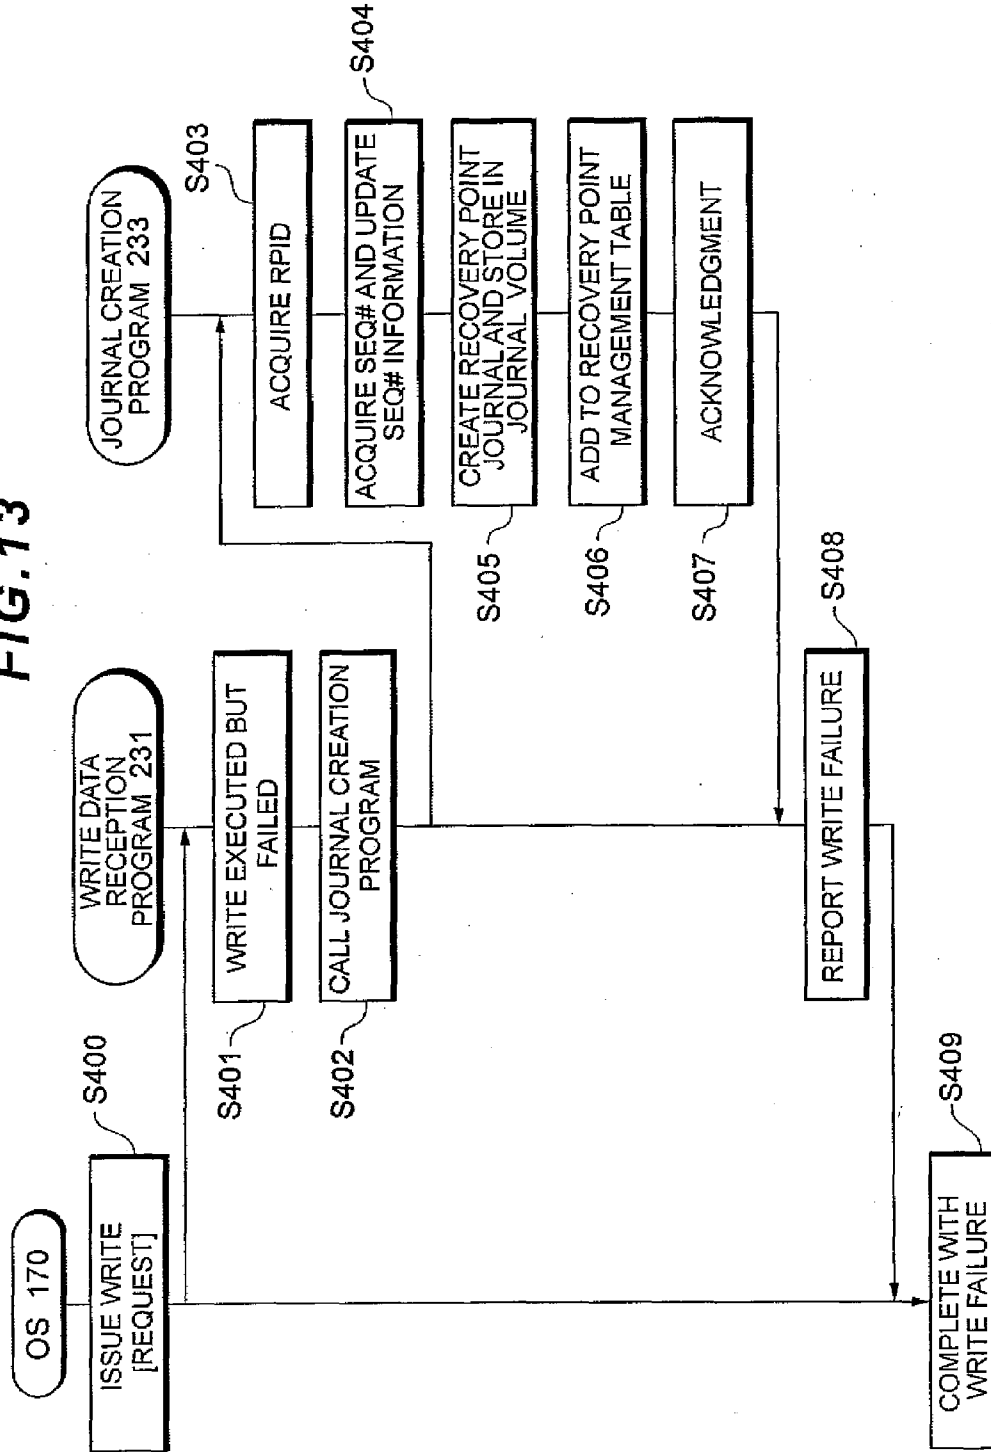 FIG.13
OS 170
ISSUE WRITE
[REQUEST]
S400
WRITE DATA
RECEPTION
PROGRAM 231
WRITE EXECUTED BUT
FAILED
S401
CALL JOURNAL CREATION
PROGRAM
S402
JOURNAL CREATION
PROGRAM 233
S403
ACQUIRE RPID
S404
ACQUIRE SEQ# AND UPDATE
SEQ# INFORMATION
CREATE RECOVERY POINT
JOURNAL AND STORE IN
JOURNAL VOLUME
S405
ADD TO RECOVERY POINT
MANAGEMENT TABLE
S406
ACKNOWLEDGMENT
S407
REPORT WRITE FAILURE
S408
COMPLETE WITH
WRITE FAILURE
S409